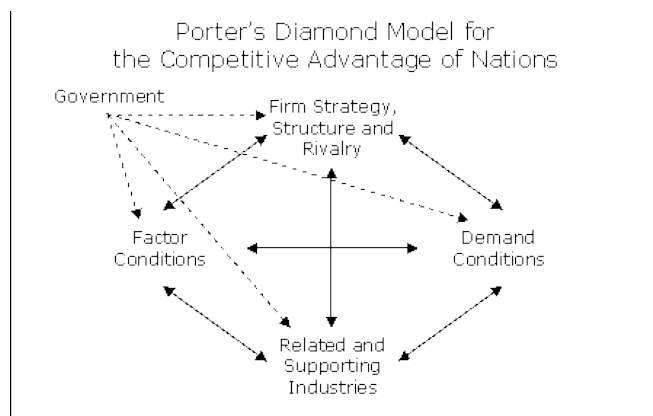 Porter's Diamond Model for
the Competitive Advantage of Nations
Government
Firm Strategy,
Structure and
Rivalry
Factor
Conditions
Demand
Conditions
Related and
Supporting
Industries